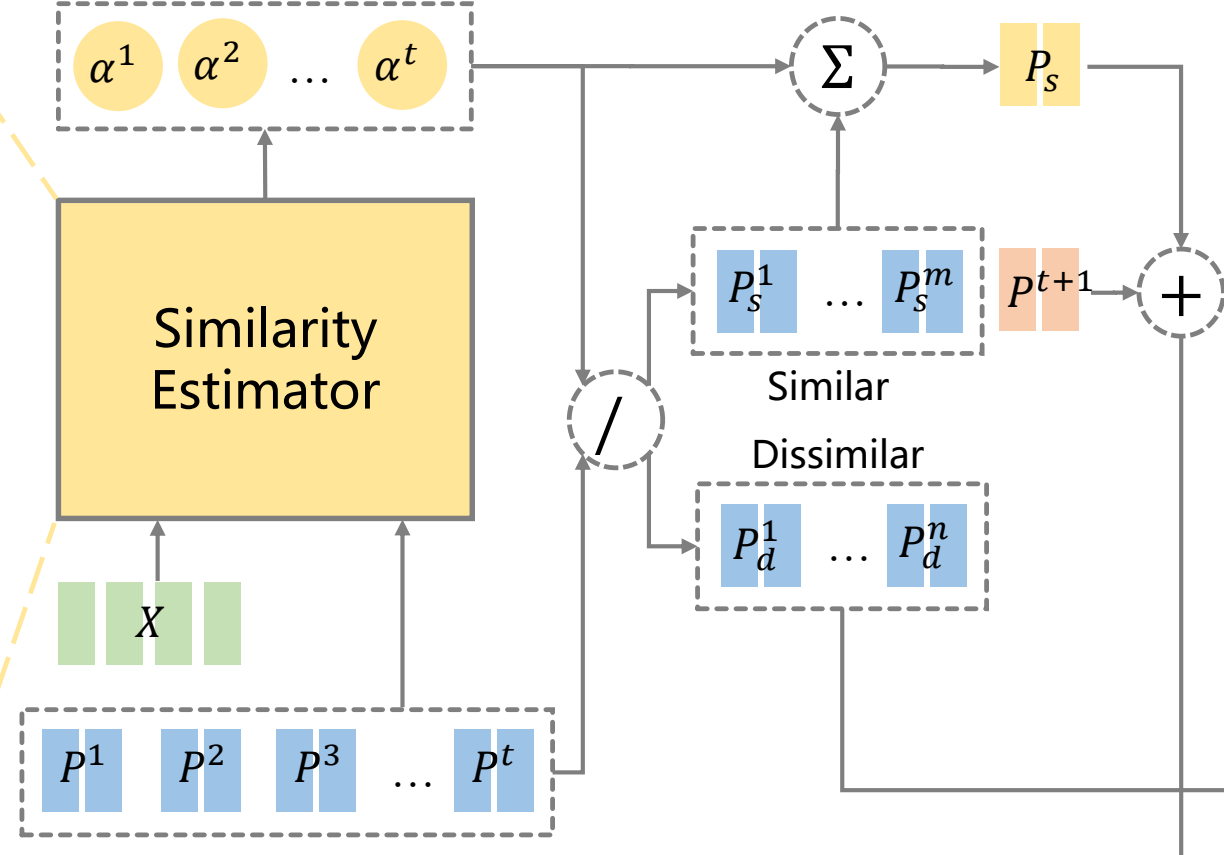 α¹ α² … αᵗ
Σ
Pₛ
Similarity
Estimator
Pₛ¹ … Pₛᵐ
Pᵗ⁺¹
+
Similar
/
Dissimilar
P_d¹ … P_dⁿ
X
P¹ P² P³ … Pᵗ